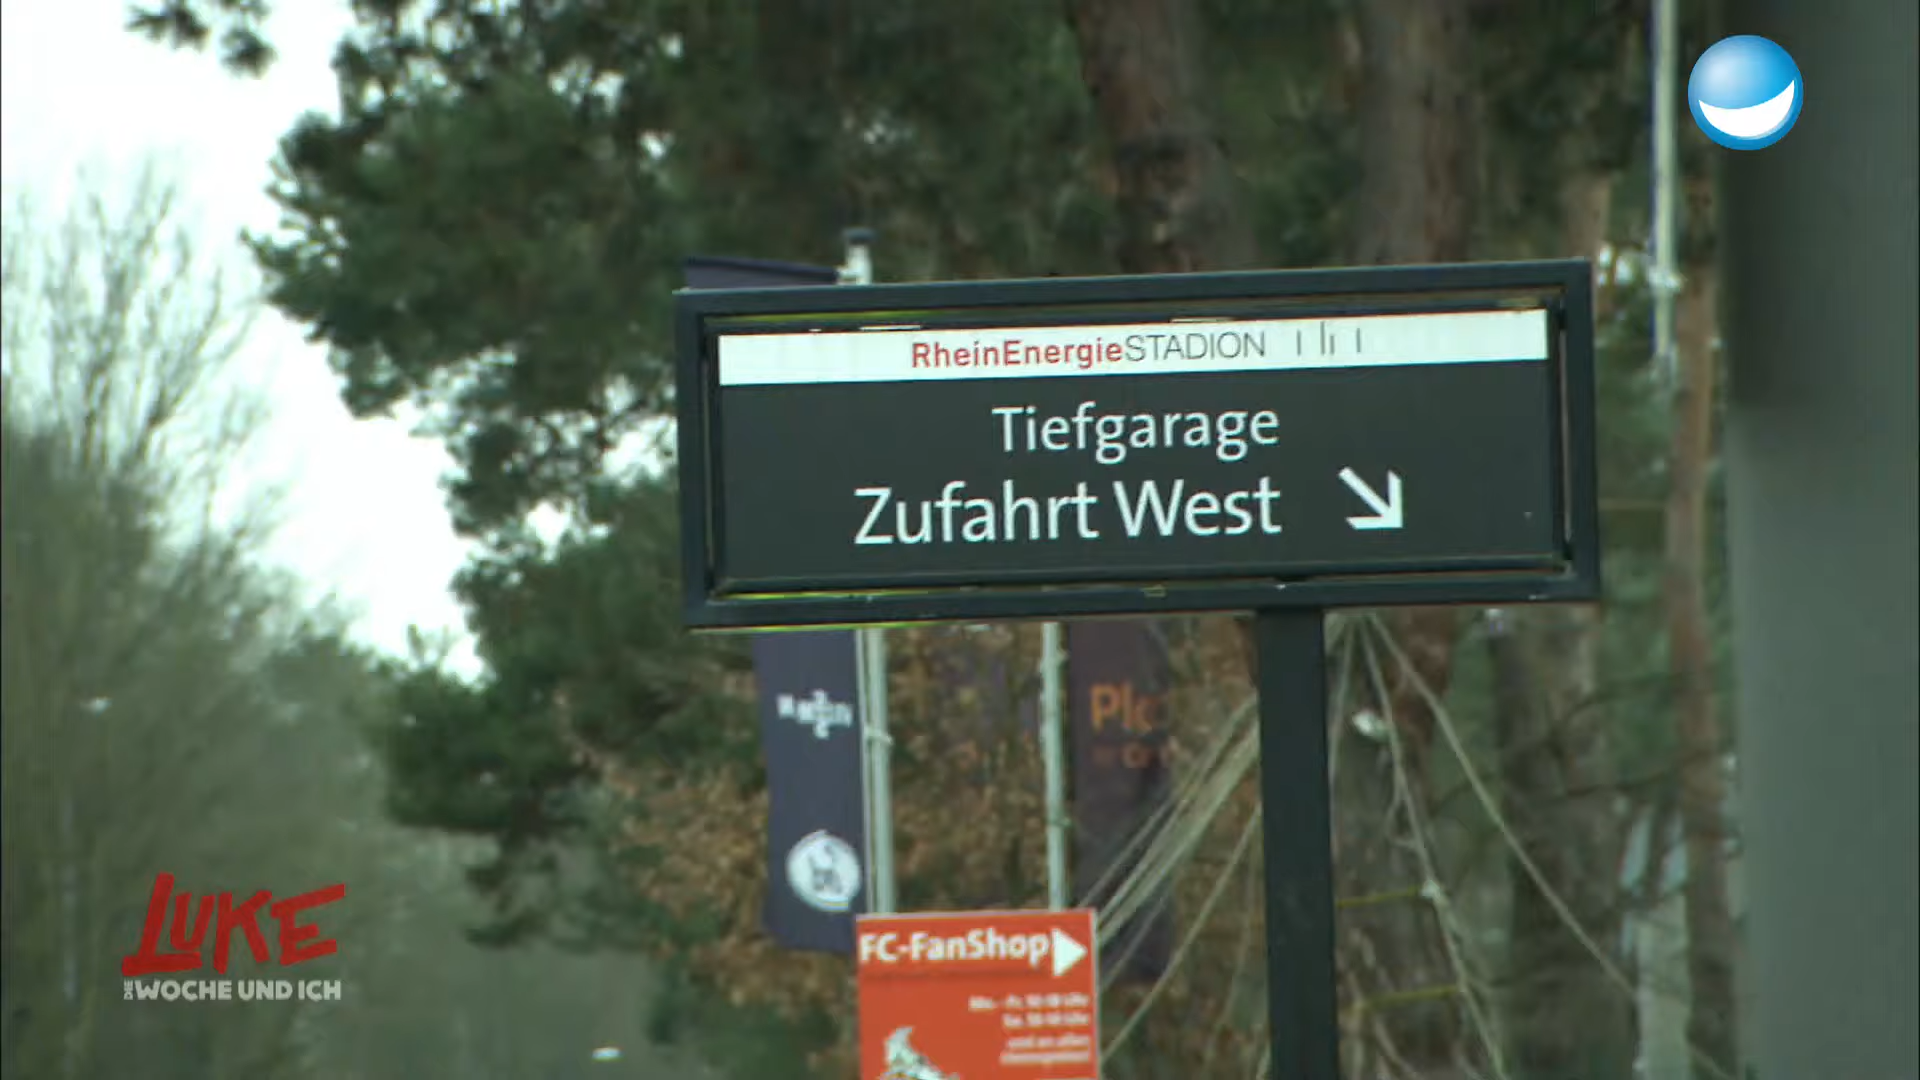 RheinEnergieSTADION
Tiefgarage
Zufahrt West
FC-FanShop
LUKE
DIE WOCHE UND ICH